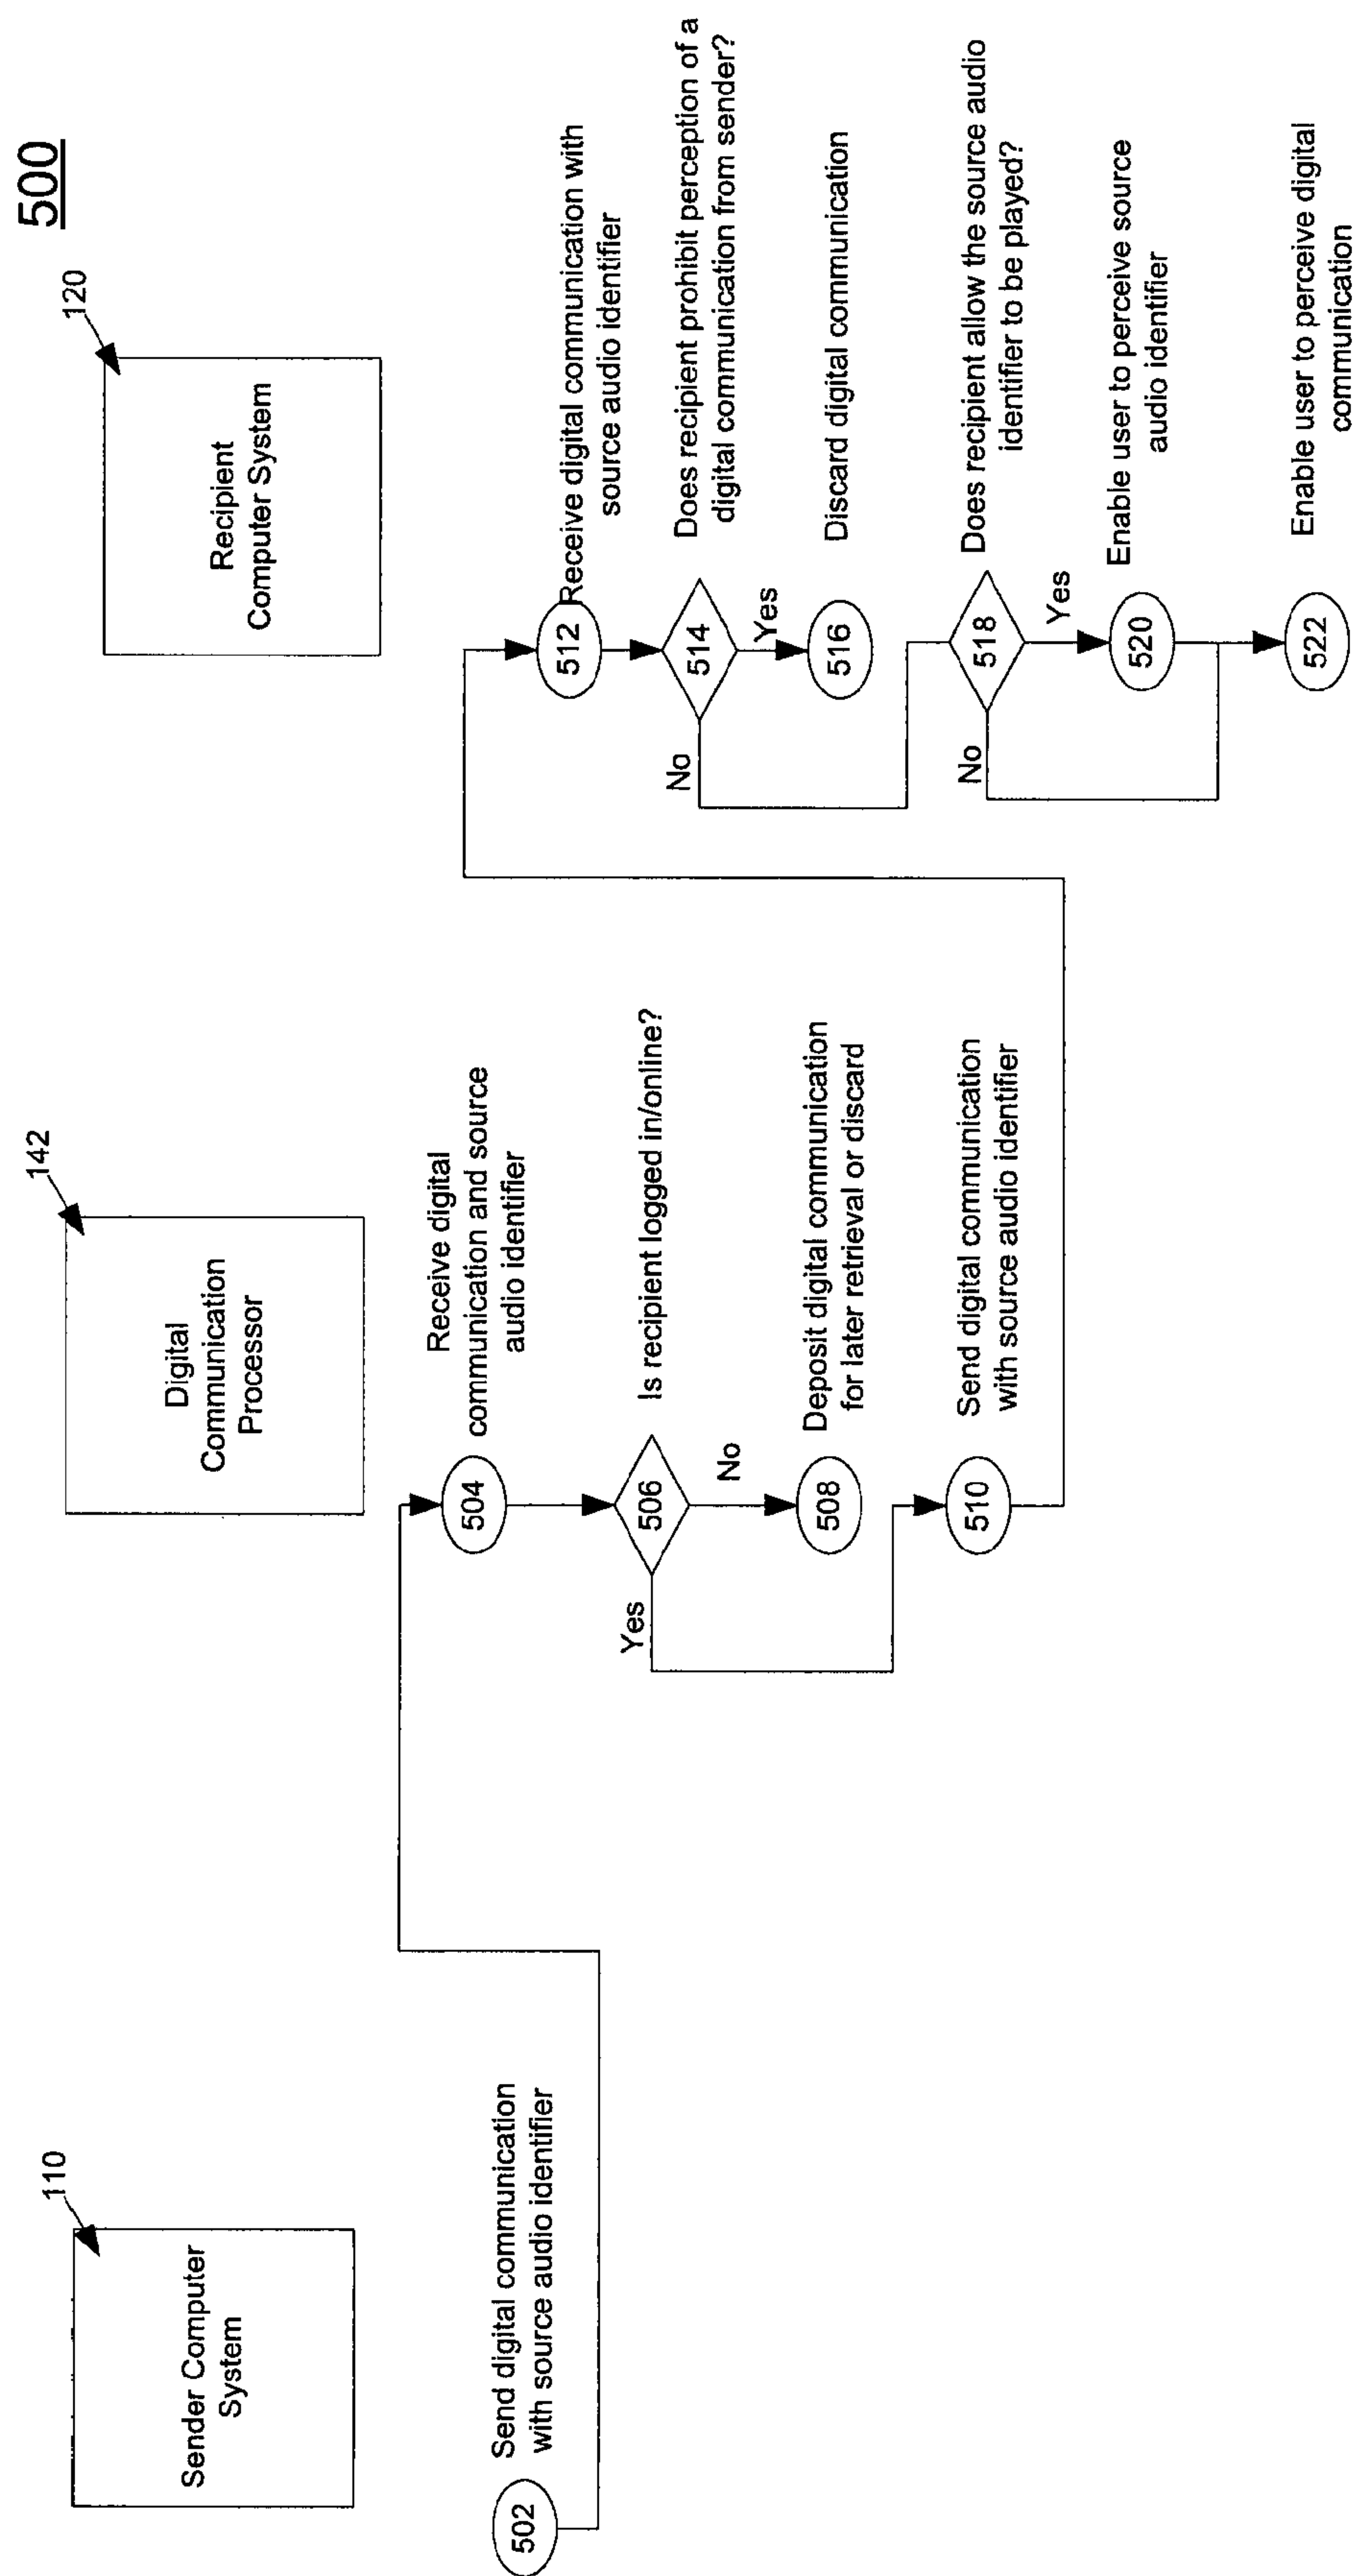 500
110
Sender Computer
System
502
Send digital communication
with source audio identifier
142
Digital
Communication
Processor
504
Receive digital
communication and source
audio identifier
506
Is recipient logged in/online?
Yes
No
508
Deposit digital communication
for later retrieval or discard
510
Send digital communication
with source audio identifier
120
Recipient
Computer System
512
Receive digital communication with
source audio identifier
514
Does recipient prohibit perception of a
digital communication from sender?
No
Yes
516
Discard digital communication
518
Does recipient allow the source audio
identifier to be played?
No
Yes
520
Enable user to perceive source
audio identifier
522
Enable user to perceive digital
communication